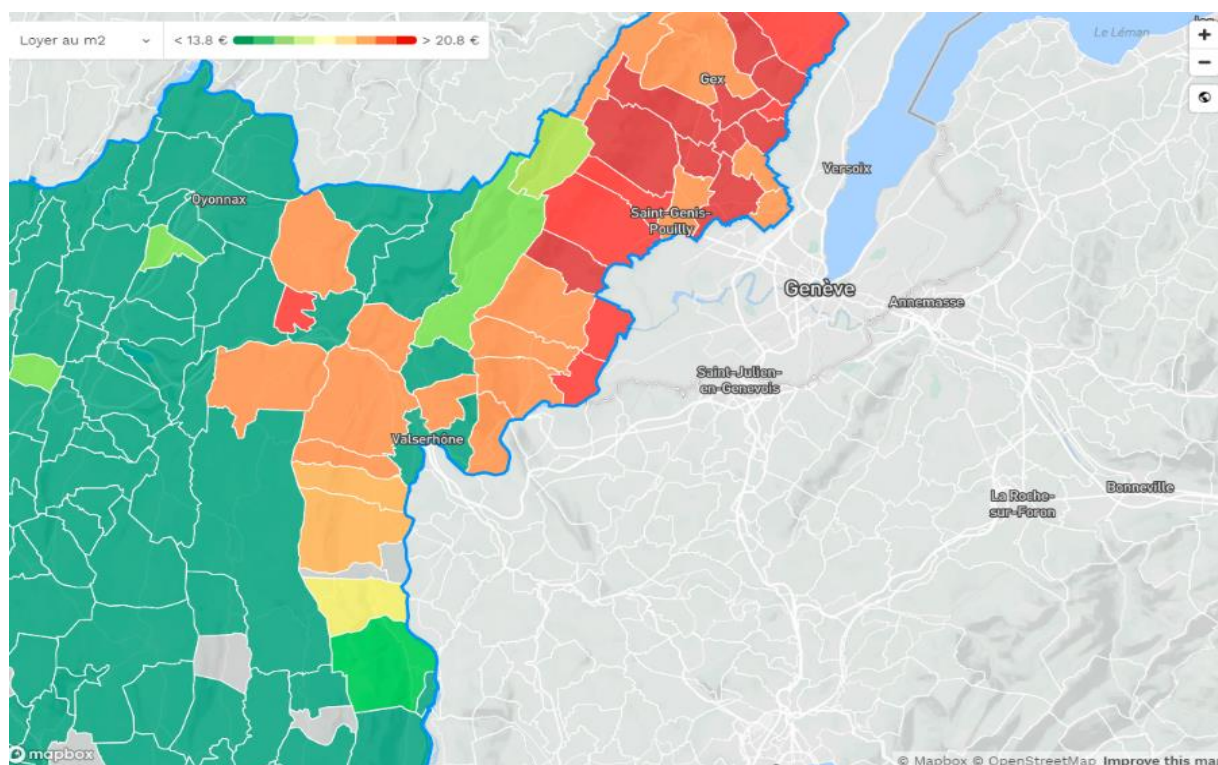 Loyer au m2
< 13.8 €
> 20.8 €
Le Léman
+
−
Gex
Versoix
Oyonnax
Saint-Genis-
Pouilly
Genève
Annemasse
Saint-Julien-
en-Genevois
Valserhône
Bonneville
La Roche-
sur-Foron
mapbox
© Mapbox © OpenStreetMap Improve this map